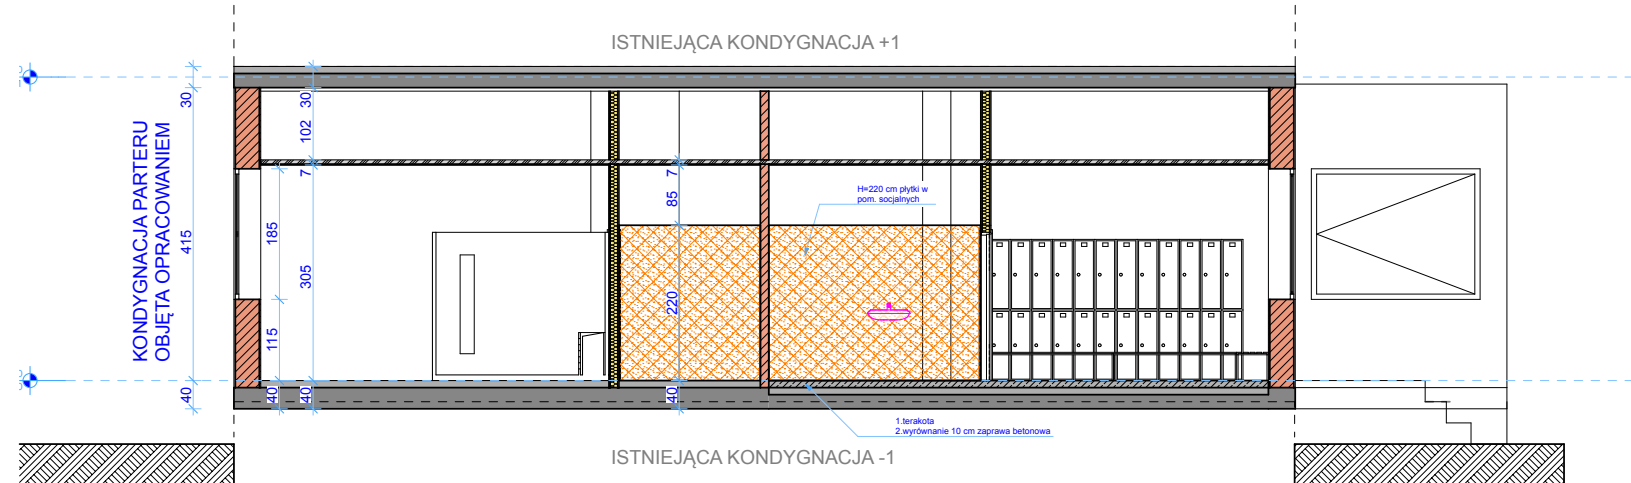 ISTNIEJĄCA KONDYGNACJA +1
KONDYGNACJA PARTERU
OBJĘTA OPRACOWANIEM
30
415
40
185
115
40
30
102
7
305
40
7
85
220
40
H=220 cm płytki w
pom. socjalnych
1.terakota
2.wyrównanie 10 cm zaprawa betonowa
ISTNIEJĄCA KONDYGNACJA -1